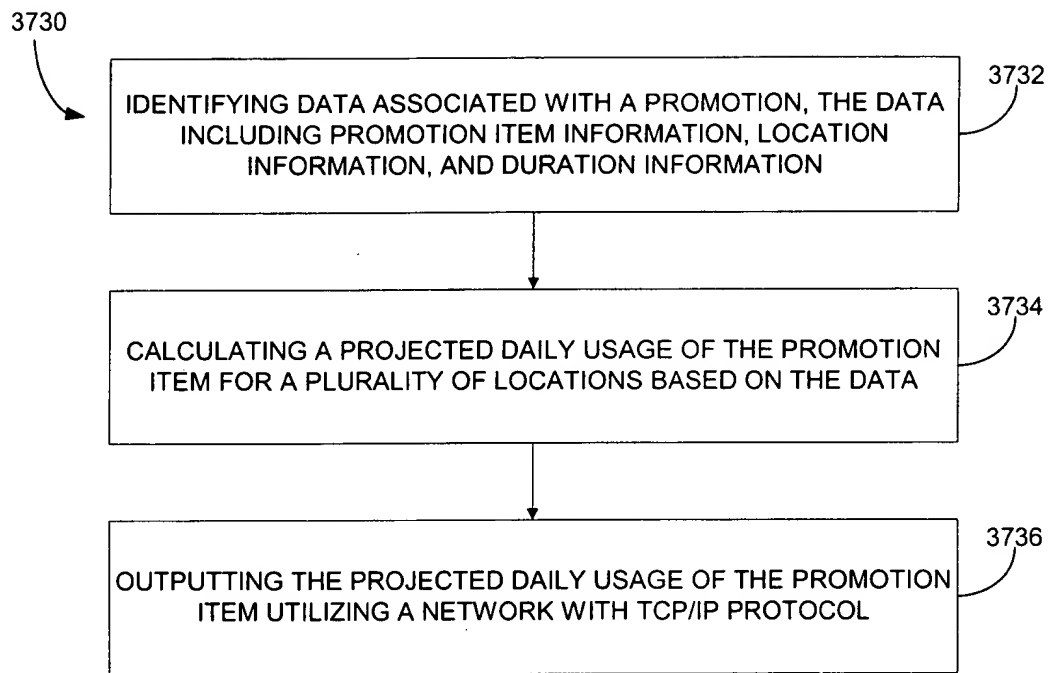 3730
3732
IDENTIFYING DATA ASSOCIATED WITH A PROMOTION, THE DATA
INCLUDING PROMOTION ITEM INFORMATION, LOCATION
INFORMATION, AND DURATION INFORMATION
3734
CALCULATING A PROJECTED DAILY USAGE OF THE PROMOTION
ITEM FOR A PLURALITY OF LOCATIONS BASED ON THE DATA
3736
OUTPUTTING THE PROJECTED DAILY USAGE OF THE PROMOTION
ITEM UTILIZING A NETWORK WITH TCP/IP PROTOCOL